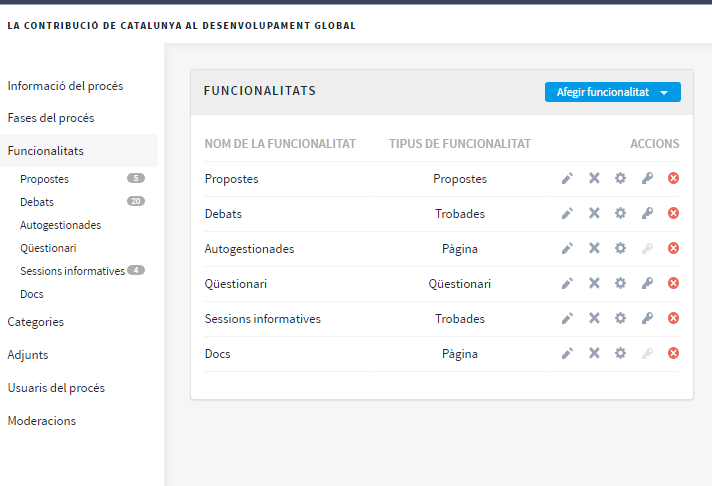 LA CONTRIBUCIÓ DE CATALUNYA AL DESENVOLUPAMENT GLOBAL
Informació del procés
Fases del procés
Funcionalitats
Propostes 5
Debats 20
Autogestionades
Qüestionari
Sessions informatives 4
Docs
Categories
Adjunts
Usuaris del procés
Moderacions
FUNCIONALITATS
Afegir funcionalitat
NOM DE LA FUNCIONALITAT TIPUS DE FUNCIONALITAT ACCIONS
Propostes Propostes
Debats Trobades
Autogestionades Pàgina
Qüestionari Qüestionari
Sessions informatives Trobades
Docs Pàgina